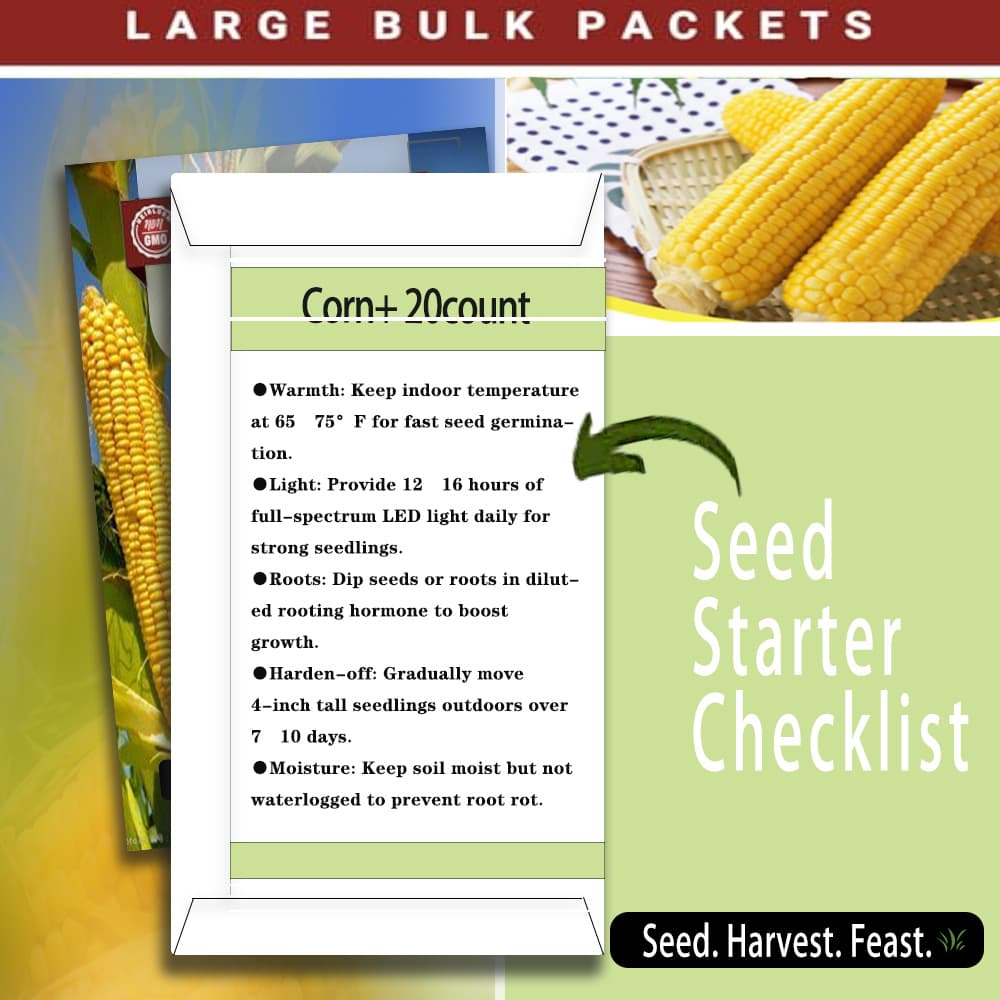 LARGE BULK PACKETS
HEIRLOOM
GMO
Corn+ 20count
●Warmth: Keep indoor temperature
at 65 75° F for fast seed germina-
tion.
●Light: Provide 12 16 hours of
full-spectrum LED light daily for
strong seedlings.
●Roots: Dip seeds or roots in dilut-
ed rooting hormone to boost
growth.
●Harden-off: Gradually move
4-inch tall seedlings outdoors over
7 10 days.
●Moisture: Keep soil moist but not
waterlogged to prevent root rot.
Seed
Starter
Checklist
Seed. Harvest. Feast.